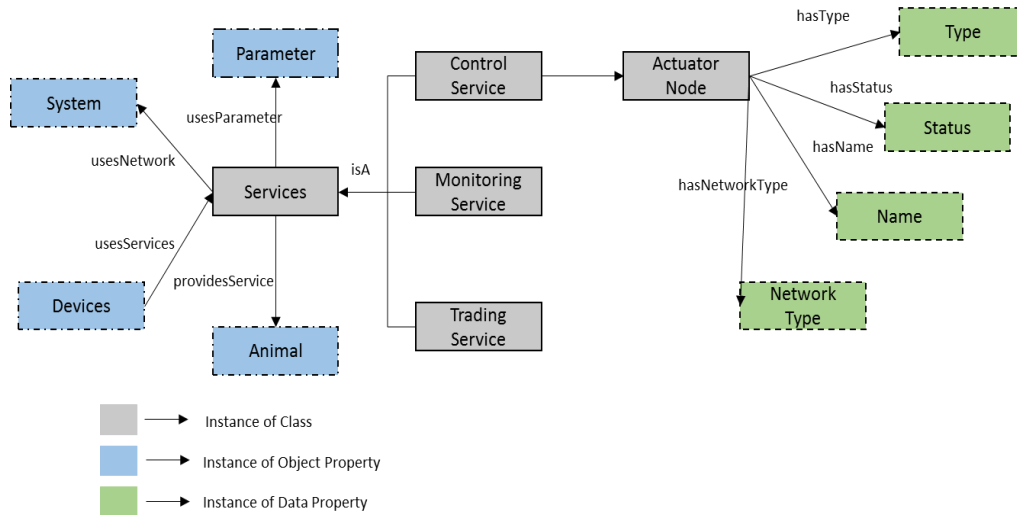 hasType
Type
Parameter
Control
Service
Actuator
Node
System
hasStatus
Status
usesParameter
hasName
usesNetwork
isA
Services
Monitoring
Service
hasNetworkType
Name
usesServices
providesService
Devices
Network
Type
Trading
Service
Animal
Instance of Class
Instance of Object Property
Instance of Data Property